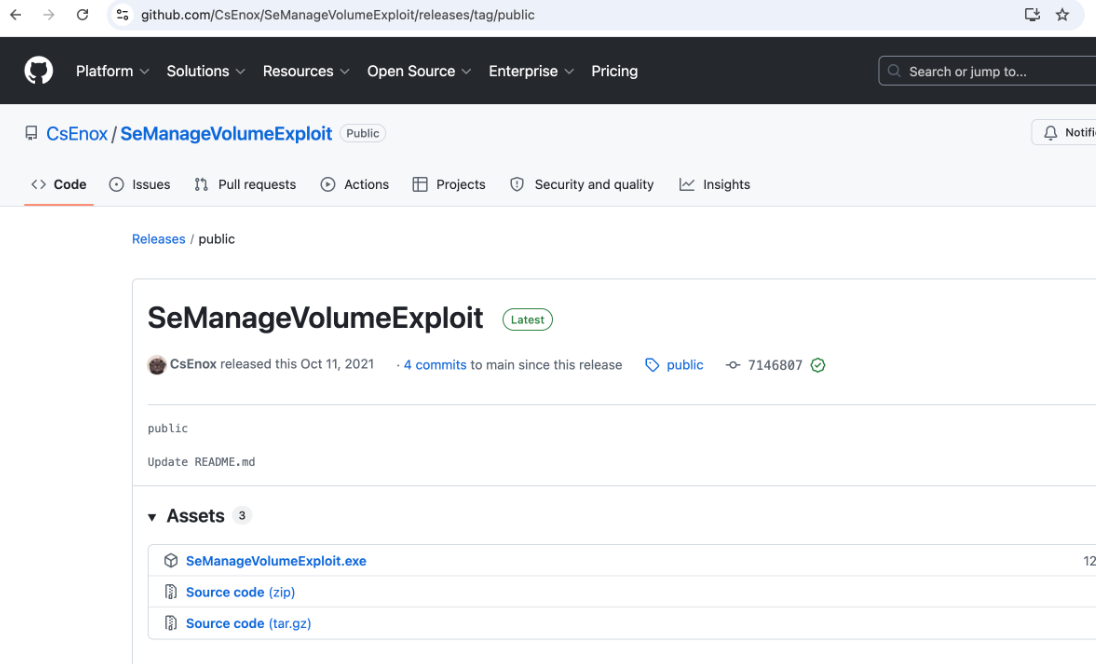 github.com/CsEnox/SeManageVolumeExploit/releases/tag/public
Platform Solutions Resources Open Source Enterprise Pricing Search or jump to...
CsEnox / SeManageVolumeExploit Public Notifi
Code Issues Pull requests Actions Projects Security and quality Insights
Releases / public
SeManageVolumeExploit Latest
CsEnox released this Oct 11, 2021 · 4 commits to main since this release public 7146807
public
Update README.md
Assets 3
SeManageVolumeExploit.exe 12
Source code (zip)
Source code (tar.gz)